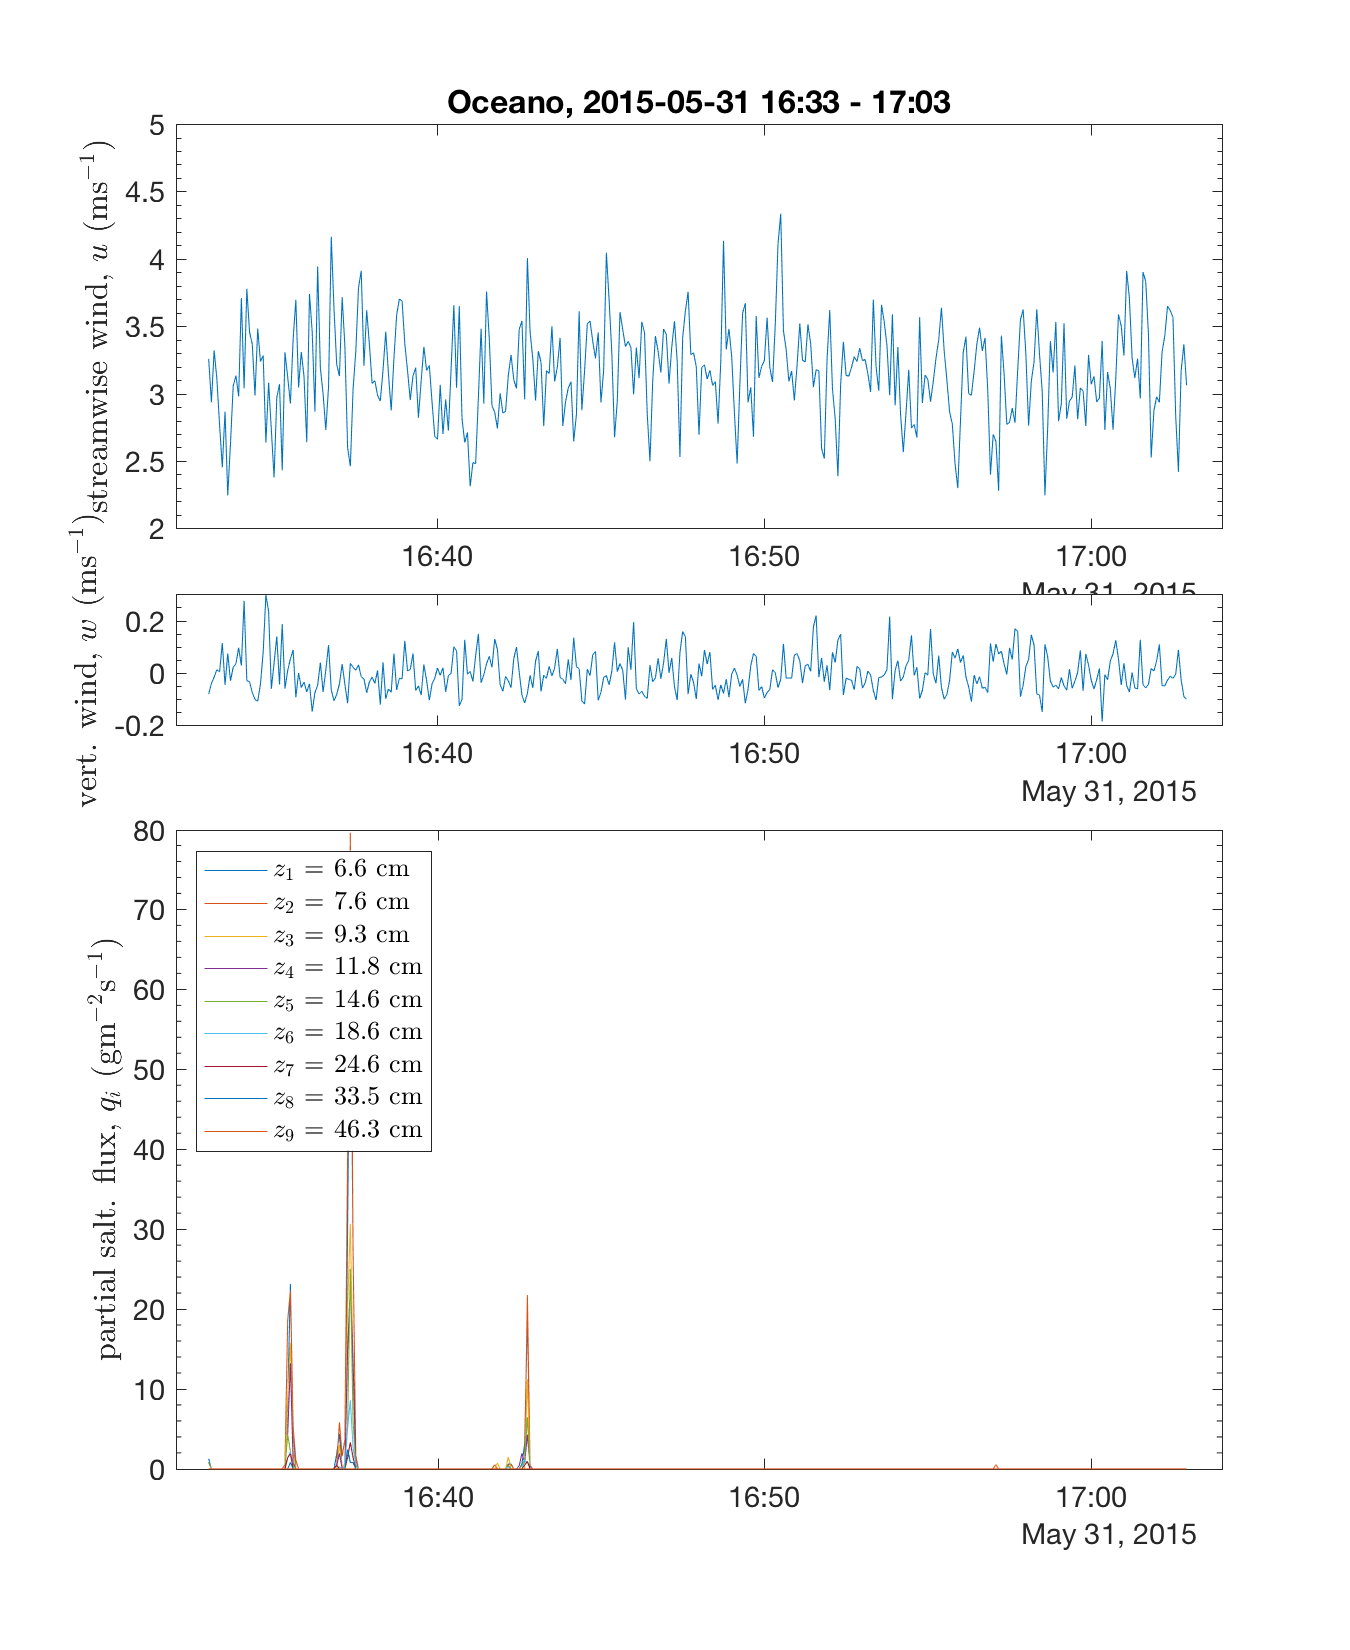 Oceano, 2015-05-31 16:33 - 17:03
streamwise wind, u (ms⁻¹)
5
4.5
4
3.5
3
2.5
2
16:40 16:50 17:00
May 31, 2015
vert. wind, w (ms⁻¹)
0.2
0
-0.2
16:40 16:50 17:00
May 31, 2015
partial salt. flux, qᵢ (gm⁻²s⁻¹)
80
70
60
50
40
30
20
10
0
z₁ = 6.6 cm
z₂ = 7.6 cm
z₃ = 9.3 cm
z₄ = 11.8 cm
z₅ = 14.6 cm
z₆ = 18.6 cm
z₇ = 24.6 cm
z₈ = 33.5 cm
z₉ = 46.3 cm
16:40 16:50 17:00
May 31, 2015